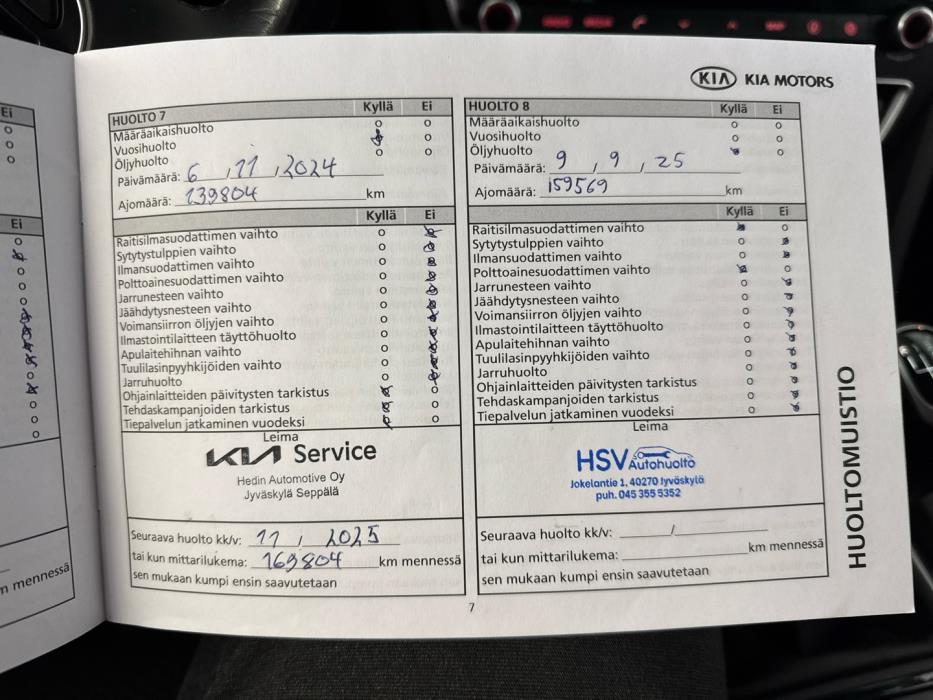 Ei
Ei
n mennessä
KIA KIA MOTORS
HUOLTO 7 Kyllä Ei
Määräaikaishuolto
Vuosihuolto
Öljyhuolto
Päivämäärä: 6 , 11 , 2024
Ajomäärä: 139804 km
Kyllä Ei
Raitisilmasuodattimen vaihto
Sytytystulppien vaihto
Ilmansuodattimen vaihto
Polttoainesuodattimen vaihto
Jarrunesteen vaihto
Jäähdytysnesteen vaihto
Voimansiirron öljyjen vaihto
Ilmastointilaitteen täyttöhuolto
Apulaitehihnan vaihto
Tuulilasinpyyhkijöiden vaihto
Jarruhuolto
Ohjainlaitteiden päivitysten tarkistus
Tehdaskampanjoiden tarkistus
Tiepalvelun jatkaminen vuodeksi
Leima
KIA Service
Hedin Automotive Oy
Jyväskylä Seppälä
Seuraava huolto kk/v: 11 / 2025
tai kun mittarilukema: 169804 km mennessä
sen mukaan kumpi ensin saavutetaan
HUOLTO 8 Kyllä Ei
Määräaikaishuolto
Vuosihuolto
Öljyhuolto
Päivämäärä: 9 , 9 , 25
Ajomäärä: 159569 km
Kyllä Ei
Raitisilmasuodattimen vaihto
Sytytystulppien vaihto
Ilmansuodattimen vaihto
Polttoainesuodattimen vaihto
Jarrunesteen vaihto
Jäähdytysnesteen vaihto
Voimansiirron öljyjen vaihto
Ilmastointilaitteen täyttöhuolto
Apulaitehihnan vaihto
Tuulilasinpyyhkijöiden vaihto
Jarruhuolto
Ohjainlaitteiden päivitysten tarkistus
Tehdaskampanjoiden tarkistus
Tiepalvelun jatkaminen vuodeksi
Leima
HSV Autohuolto
Jokelantie 1, 40270 Jyväskylä
puh. 045 355 5352
Seuraava huolto kk/v: /
tai kun mittarilukema: km mennessä
sen mukaan kumpi ensin saavutetaan
HUOLTOMUISTIO
7